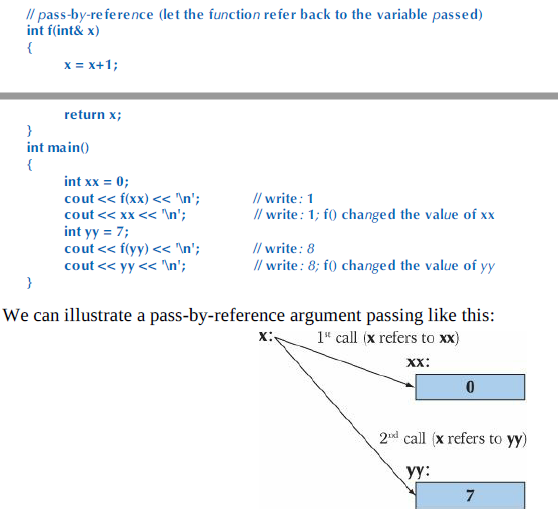 // pass-by-reference (let the function refer back to the variable passed)
int f(int& x)
{
x = x+1;
return x;
}
int main()
{
int xx = 0;
cout << f(xx) << '\n'; // write: 1
cout << xx << '\n'; // write: 1; f() changed the value of xx
int yy = 7;
cout << f(yy) << '\n'; // write: 8
cout << yy << '\n'; // write: 8; f() changed the value of yy
}
We can illustrate a pass-by-reference argument passing like this:
x: 1st call (x refers to xx)
xx:
0
2nd call (x refers to yy)
yy:
7